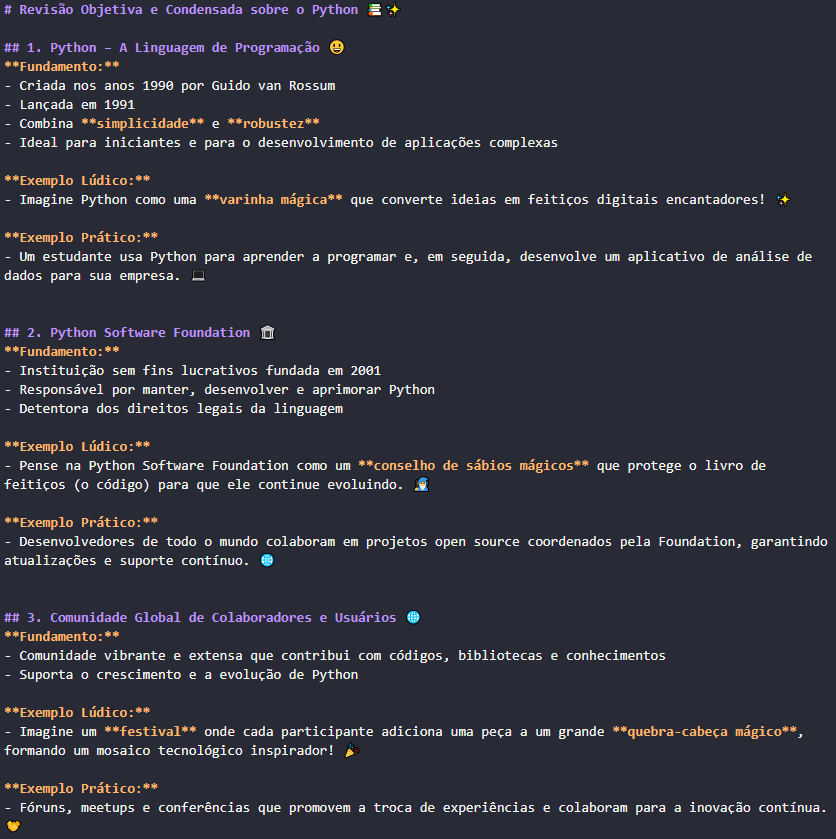 # Revisão Objetiva e Condensada sobre o Python 📚✨
## 1. Python – A Linguagem de Programação 😃
**Fundamento:**
- Criada nos anos 1990 por Guido van Rossum
- Lançada em 1991
- Combina **simplicidade** e **robustez**
- Ideal para iniciantes e para o desenvolvimento de aplicações complexas
**Exemplo Lúdico:**
- Imagine Python como uma **varinha mágica** que converte ideias em feitiços digitais encantadores! ✨
**Exemplo Prático:**
- Um estudante usa Python para aprender a programar e, em seguida, desenvolve um aplicativo de análise de
dados para sua empresa. 💻
## 2. Python Software Foundation 🏛️
**Fundamento:**
- Instituição sem fins lucrativos fundada em 2001
- Responsável por manter, desenvolver e aprimorar Python
- Detentora dos direitos legais da linguagem
**Exemplo Lúdico:**
- Pense na Python Software Foundation como um **conselho de sábios mágicos** que protege o livro de
feitiços (o código) para que ele continue evoluindo. 🧙‍♂️
**Exemplo Prático:**
- Desenvolvedores de todo o mundo colaboram em projetos open source coordenados pela Foundation, garantindo
atualizações e suporte contínuo. 🌐
## 3. Comunidade Global de Colaboradores e Usuários 🌐
**Fundamento:**
- Comunidade vibrante e extensa que contribui com códigos, bibliotecas e conhecimentos
- Suporta o crescimento e a evolução de Python
**Exemplo Lúdico:**
- Imagine um **festival** onde cada participante adiciona uma peça a um grande **quebra-cabeça mágico**,
formando um mosaico tecnológico inspirador! 🎉
**Exemplo Prático:**
- Fóruns, meetups e conferências que promovem a troca de experiências e colaboram para a inovação contínua.
🤝